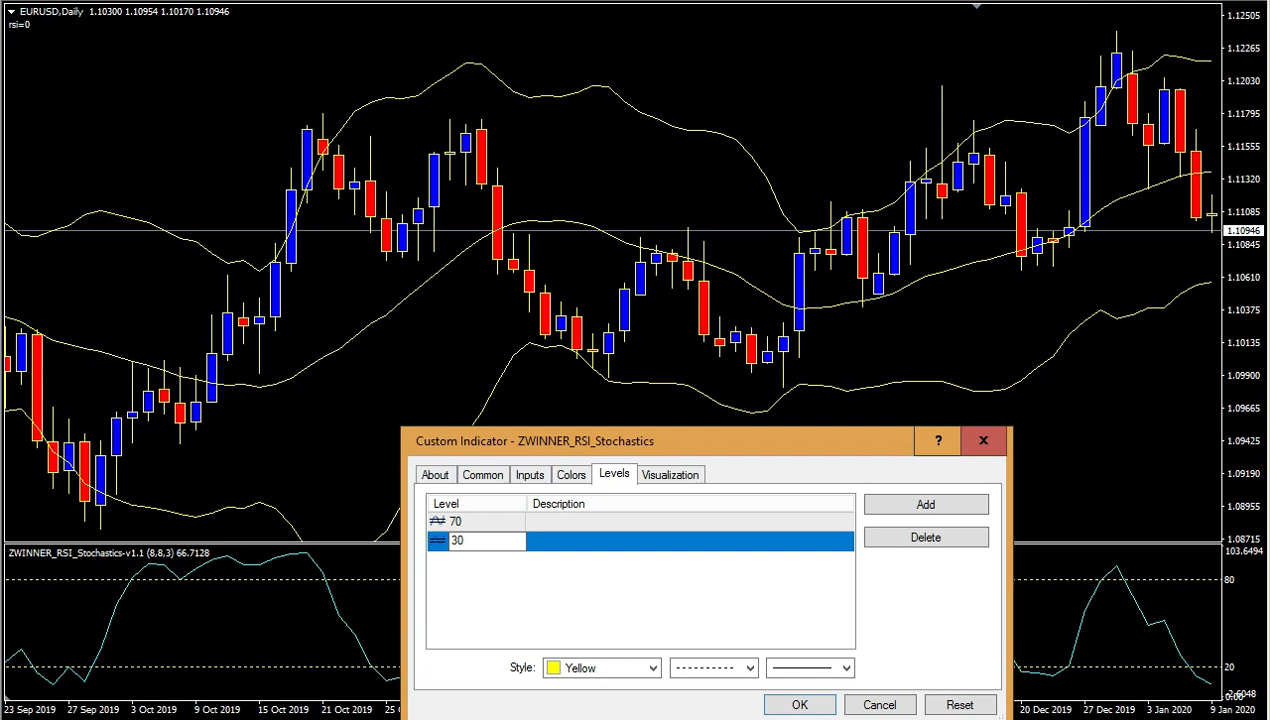 EURUSD,Daily 1.10300 1.10954 1.10170 1.10946
rsi=0
1.12505
1.12265
1.12030
1.11795
1.11555
1.11320
1.11085
1.10946
1.10845
1.10610
1.10375
1.10135
1.09900
1.09665
1.09425
1.09190
1.08955
1.08715
Custom Indicator - ZWINNER_RSI_Stochastics
?
About Common Inputs Colors Levels Visualization
Level Description
70
30
Add
Delete
Style: Yellow
OK Cancel Reset
ZWINNER_RSI_Stochastics-v1.1 (8,8,3) 66.7128
103.6494
80
20
23 Sep 2019 27 Sep 2019 3 Oct 2019 9 Oct 2019 15 Oct 2019 21 Oct 2019 25 20 Dec 2019 27 Dec 2019 3 Jan 2020 9 Jan 2020